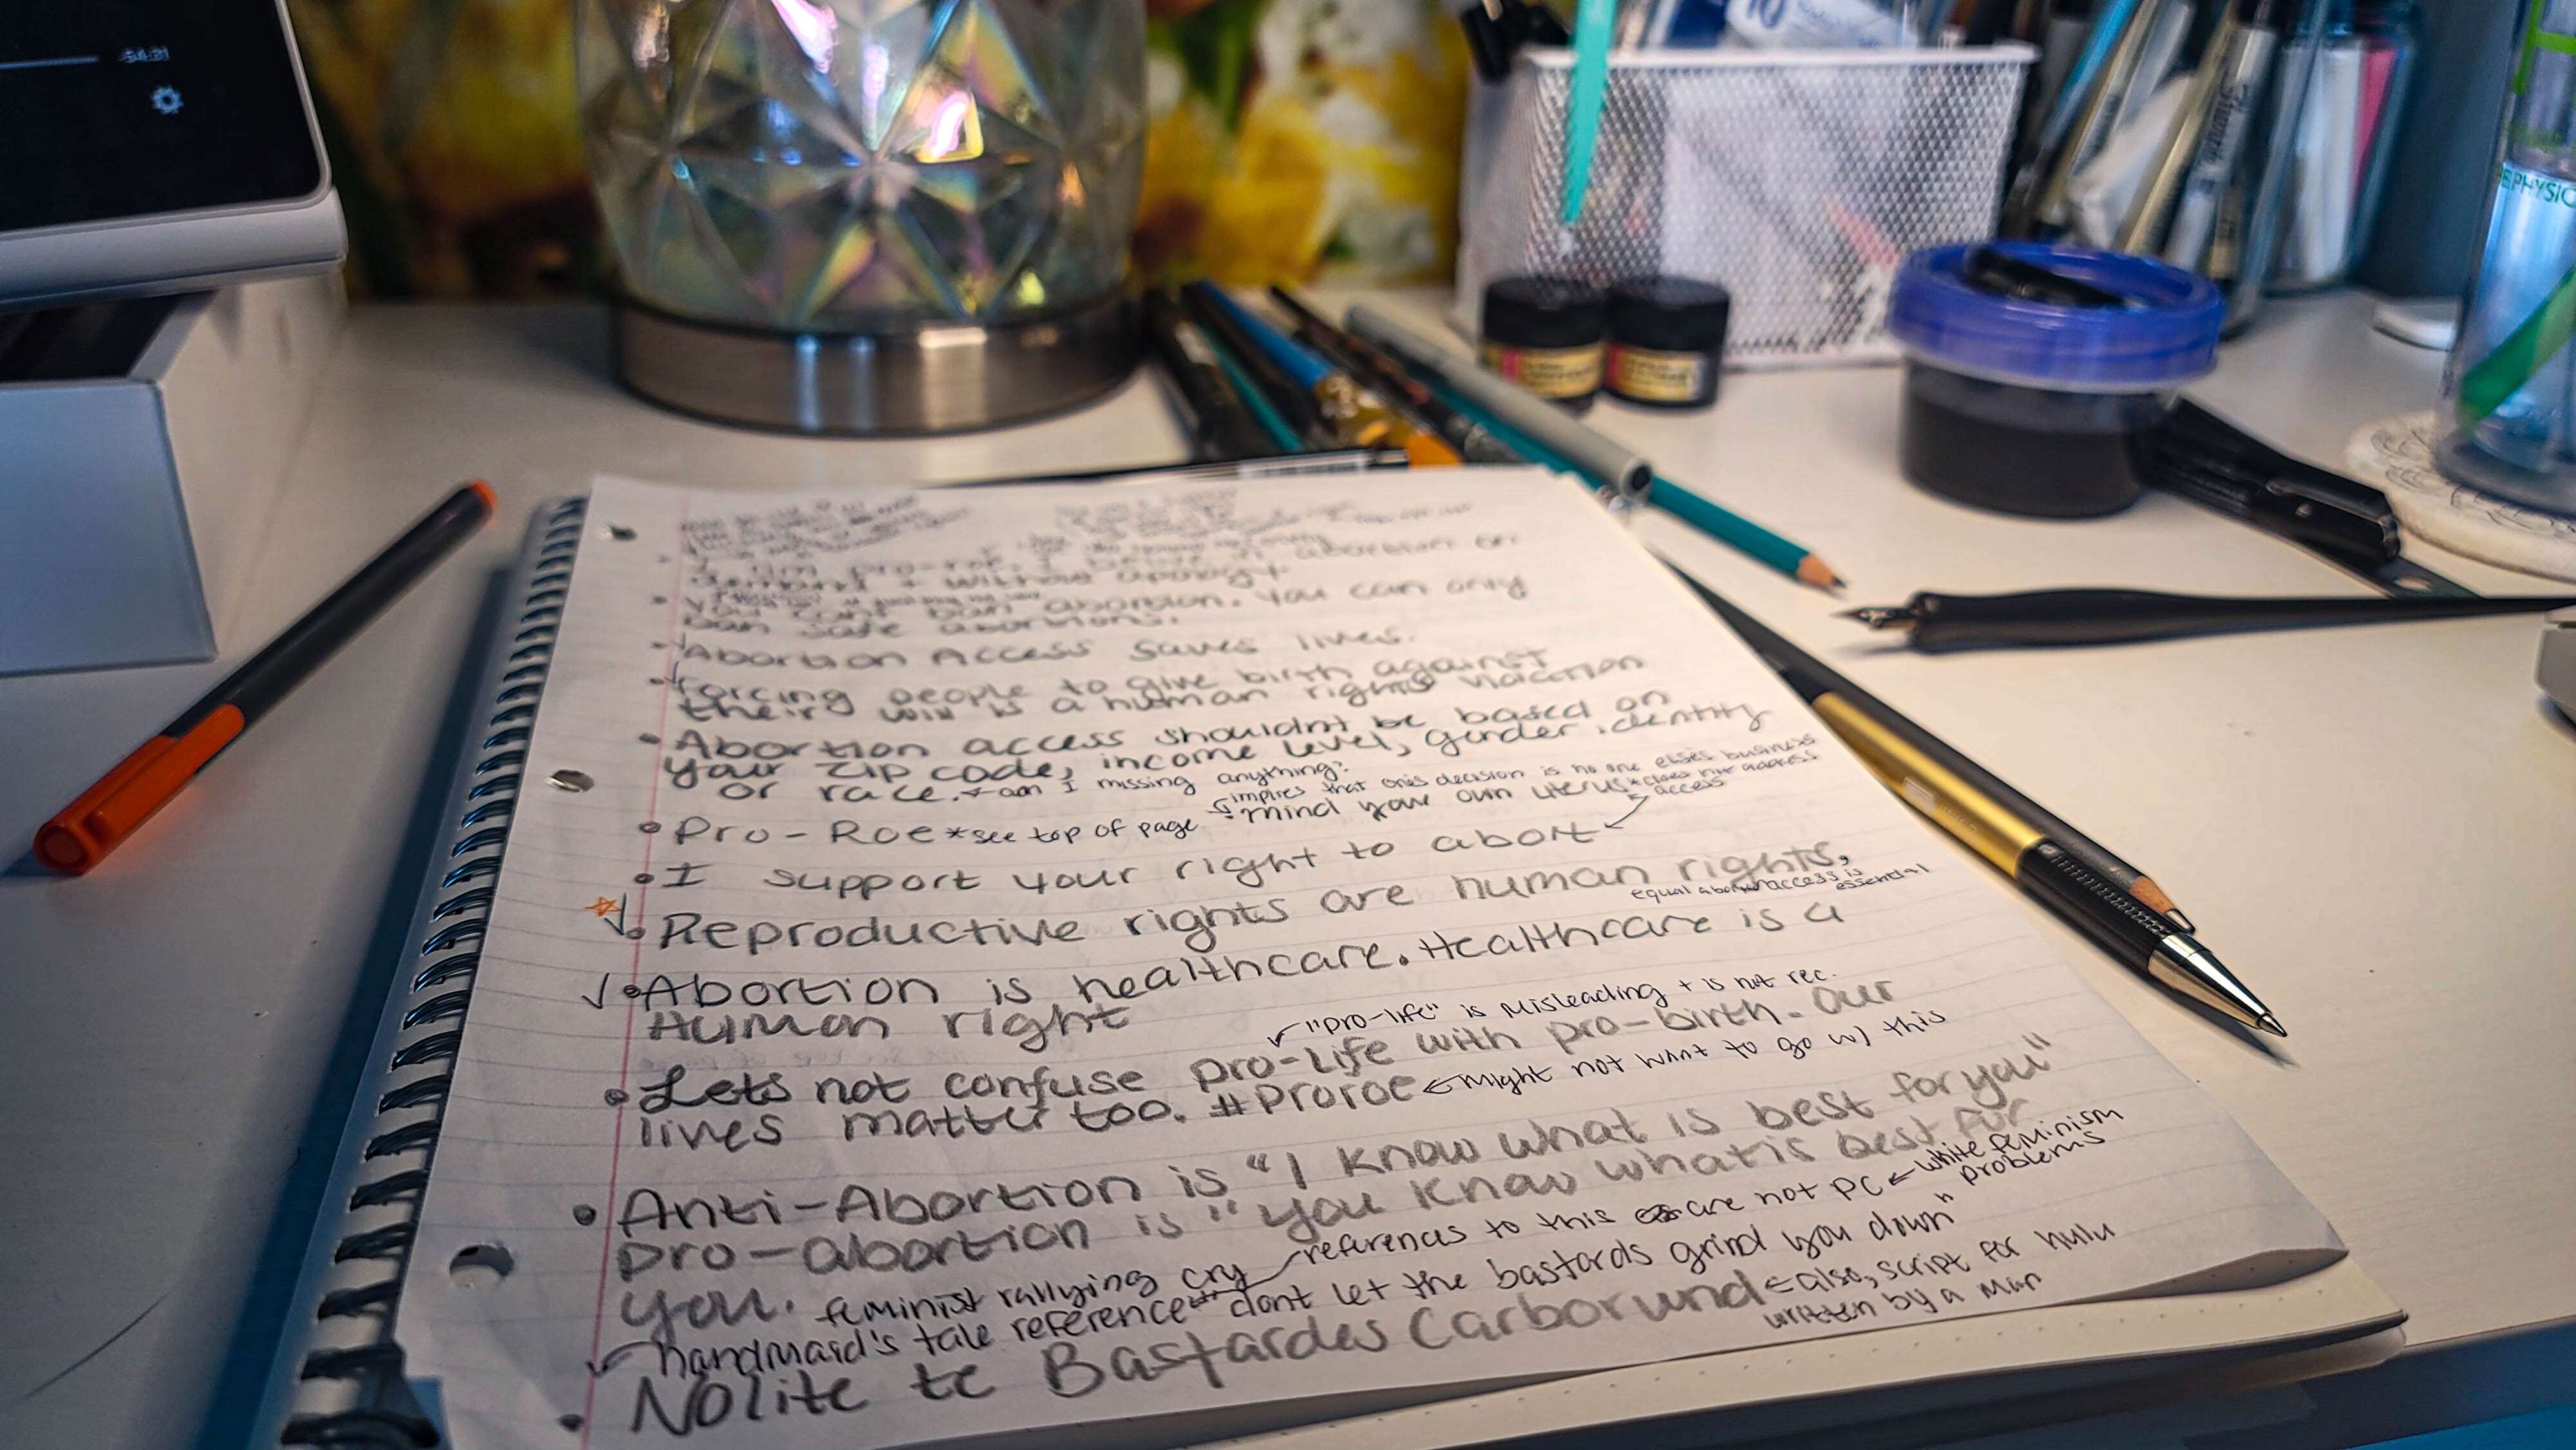 -54:31
10
E PHYSIC
I am pro-roe. I believe in abortion on
demand + without apology.
• You can't ban abortion. You can only
ban safe abortions.
• Abortion Access saves lives.
• Forcing people to give birth against
their will is a human rights violation
• Abortion access shouldnt be based on
your zip code, income level, gender identity
or race. ← am I missing anything?
implies that one's decision is no one elses business
* does not address
access
• Pro-Roe *see top of page - mind your own uterus
• I support your right to abort
• Reproductive rights are human rights,
equal abortion access is
essential
• Abortion is healthcare. Healthcare is a
Human right
"pro-life" is misleading + is not rec.
• Lets not confuse pro-life with pro-birth. Our
lives matter too. #Proroe ← might not want to go w/ this
• Anti-Abortion is "I know what is best for you"
pro-abortion is "you know what is best for
you.
feminist rallying cry references to this are not PC ← white feminism
problems
handmaid's tale reference "dont let the bastards grind you down"
• Nolite te Bastardes Carborund ← also, script for hulu
written by a man